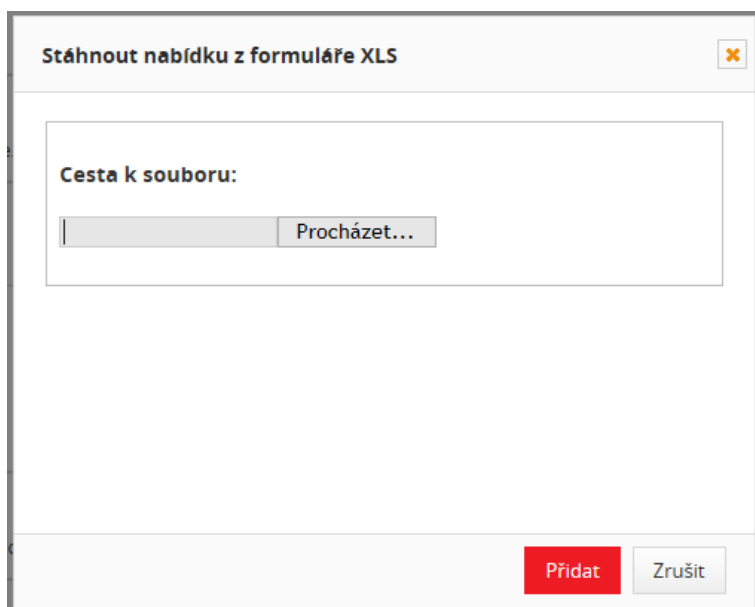 Stáhnout nabídku z formuláře XLS
Cesta k souboru:
Procházet...
Přidat
Zrušit